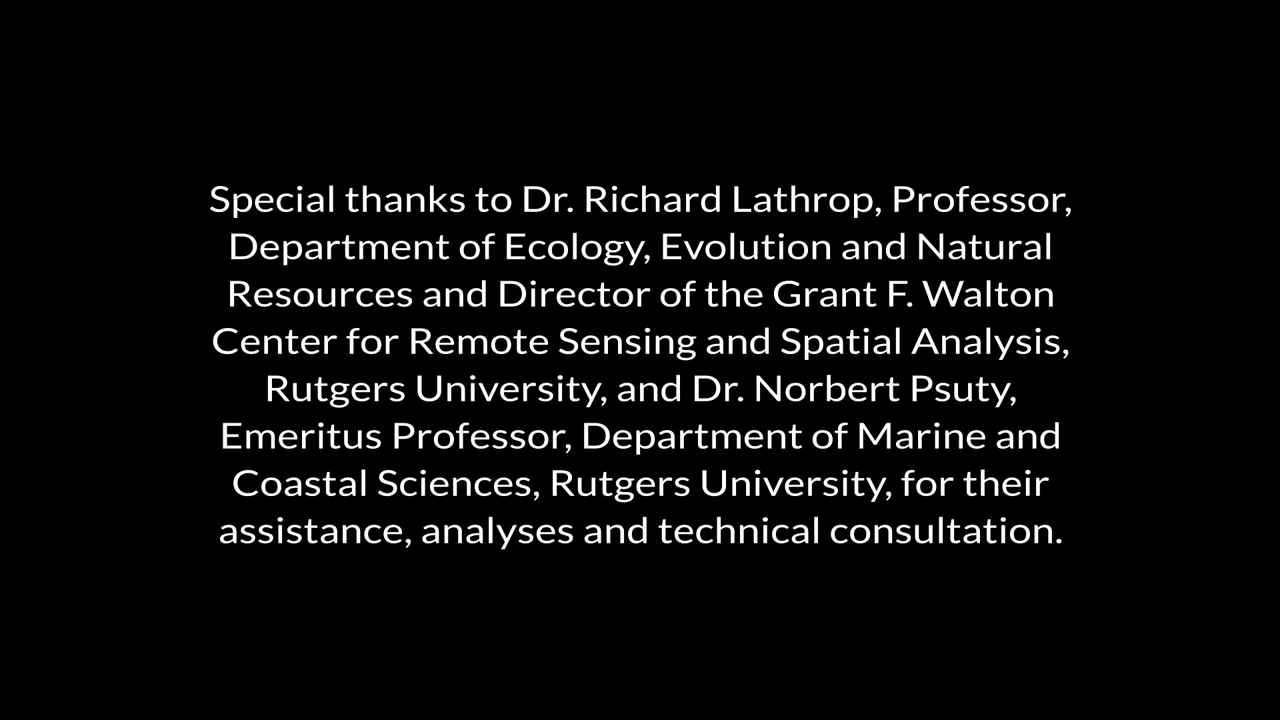 Special thanks to Dr. Richard Lathrop, Professor,
Department of Ecology, Evolution and Natural
Resources and Director of the Grant F. Walton
Center for Remote Sensing and Spatial Analysis,
Rutgers University, and Dr. Norbert Psuty,
Emeritus Professor, Department of Marine and
Coastal Sciences, Rutgers University, for their
assistance, analyses and technical consultation.